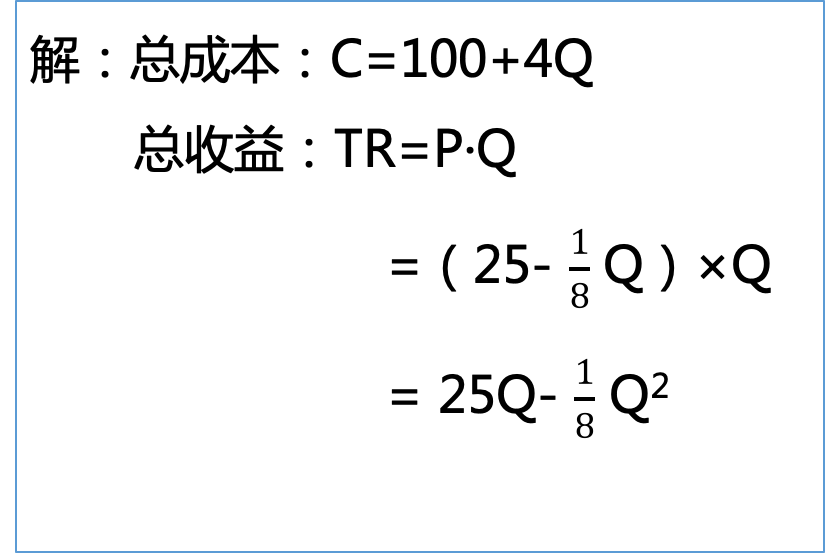 解：总成本：C=100+4Q
总收益：TR=P·Q
=（25- 1/8 Q）×Q
= 25Q- 1/8 Q²